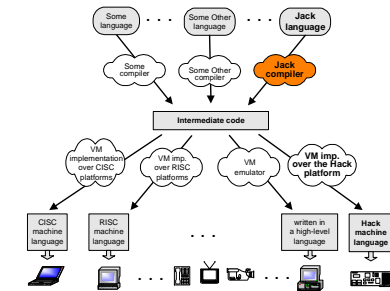 Some
language
. . .
Some Other
language
. . .
Jack
language
Some
compiler
Some Other
compiler
Jack
compiler
Intermediate code
VM
implementation
over CISC
platforms
VM imp.
over RISC
platforms
VM
emulator
VM imp.
over the Hack
platform
CISC
machine
language
RISC
machine
language
. . .
written in
a high-level
language
Hack
machine
language
. . .
. . .